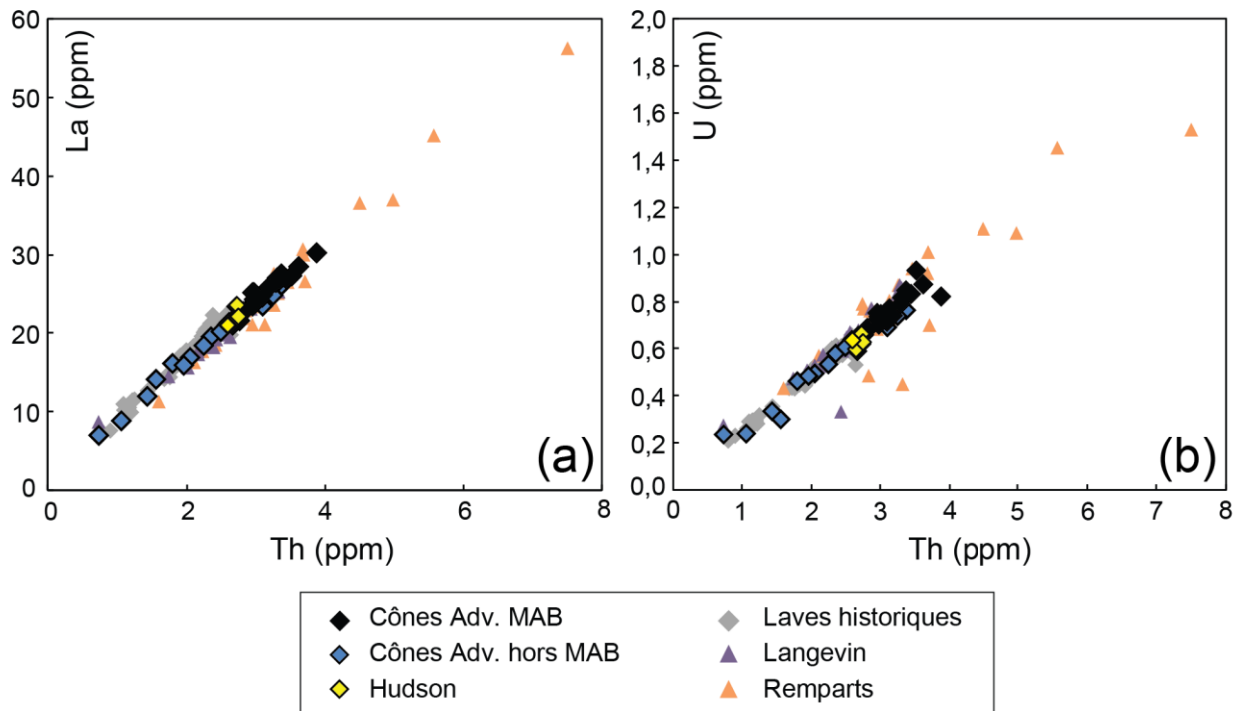 60
50
40
30
20
10
0
La (ppm)
(a)
0
2
4
6
8
Th (ppm)
2,0
1,8
1,6
1,4
1,2
1,0
0,8
0,6
0,4
0,2
0,0
U (ppm)
(b)
0
1
2
3
4
5
6
7
8
Th (ppm)
Cônes Adv. MAB
Cônes Adv. hors MAB
Hudson
Laves historiques
Langevin
Remparts